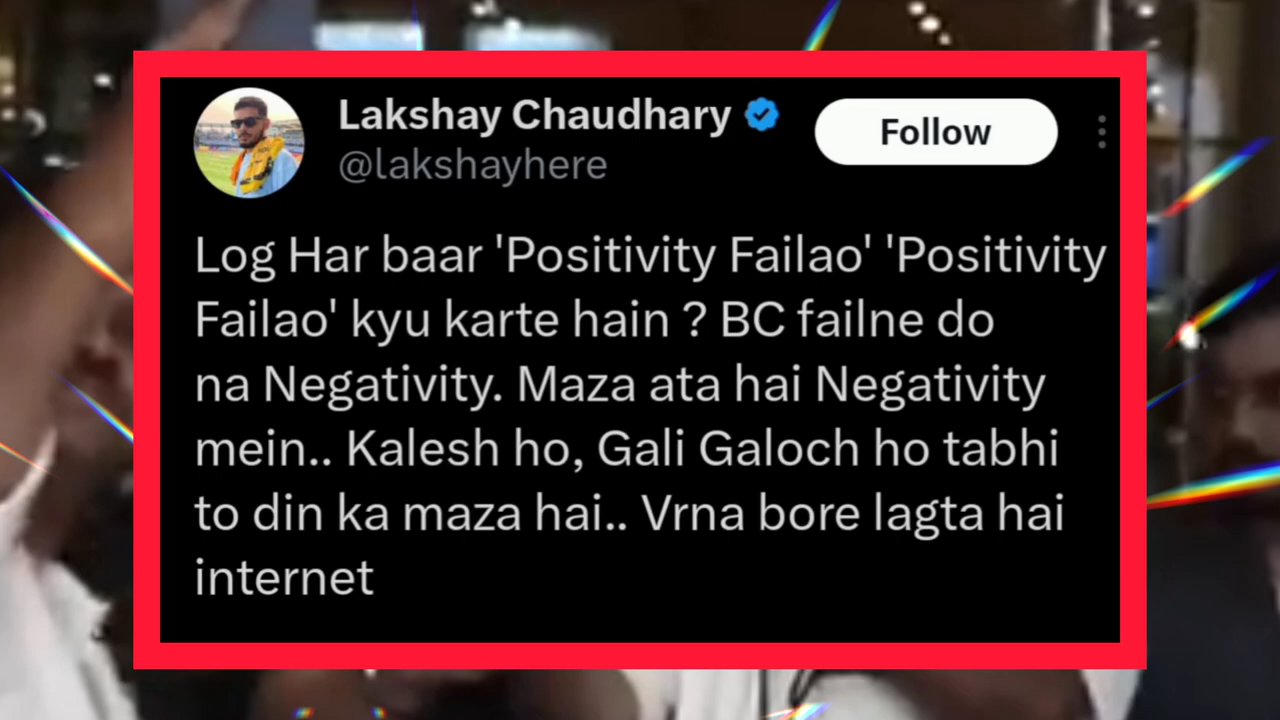 Lakshay Chaudhary
Follow
@lakshayhere
Log Har baar 'Positivity Failao' 'Positivity
Failao' kyu karte hain ? BC failne do
na Negativity. Maza ata hai Negativity
mein.. Kalesh ho, Gali Galoch ho tabhi
to din ka maza hai.. Vrna bore lagta hai
internet